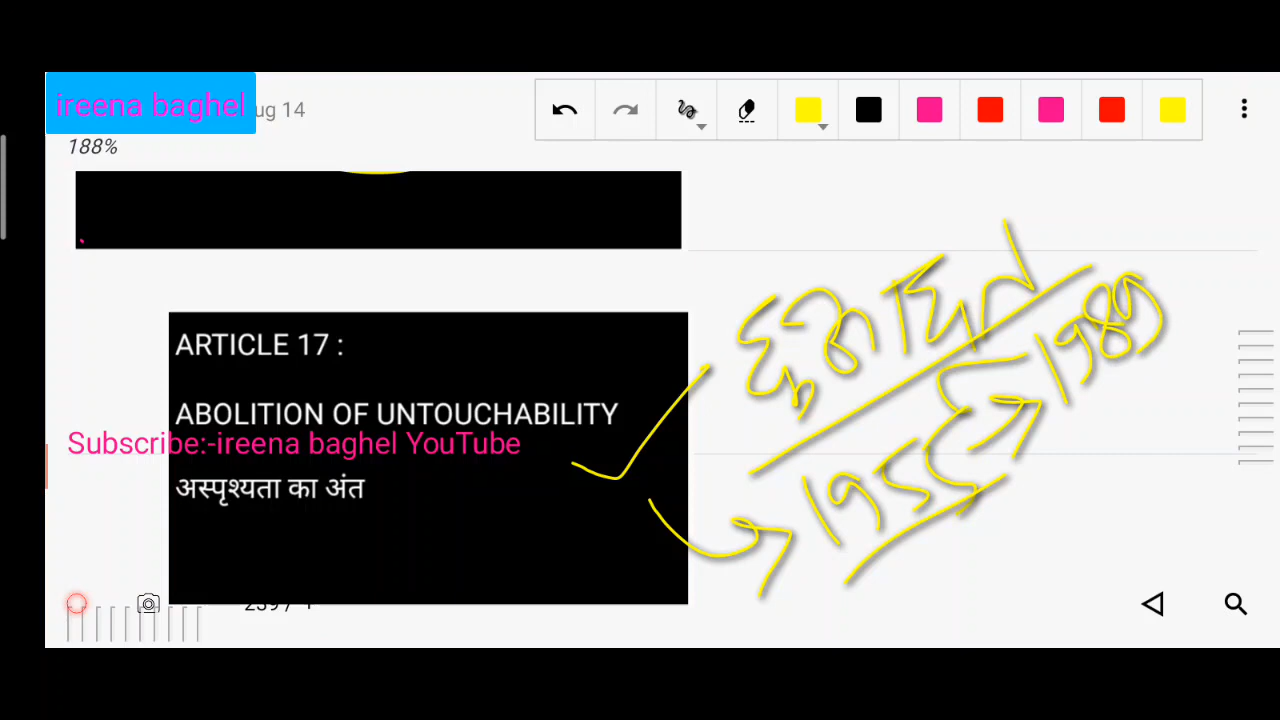 ireena baghel
ug 14
188%
ARTICLE 17 :
ABOLITION OF UNTOUCHABILITY
Subscribe:-ireena baghel YouTube
अस्पृश्यता का अंत
1989
1955